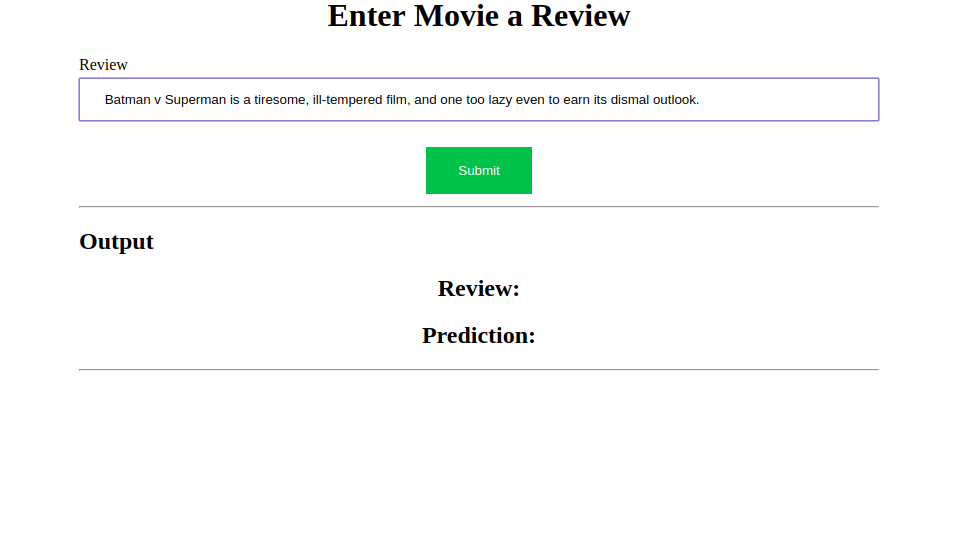 Enter Movie a Review
Review
Batman v Superman is a tiresome, ill-tempered film, and one too lazy even to earn its dismal outlook.
Submit
Output
Review:
Prediction: